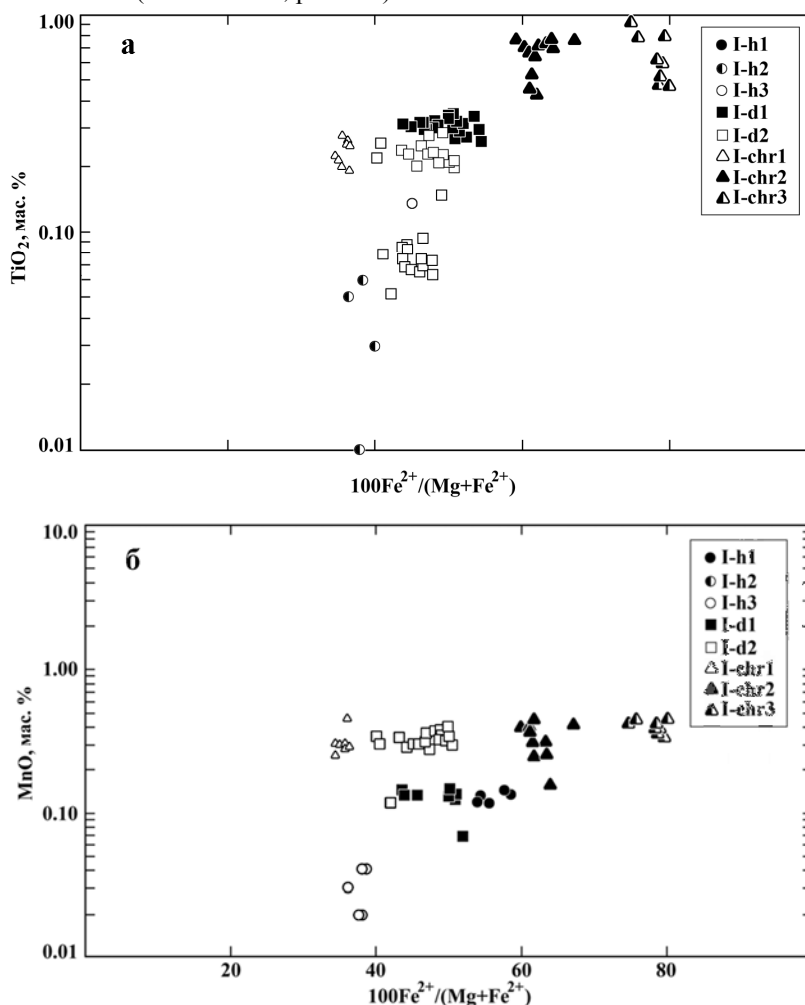 а
1.00
0.10
0.01
TiO2, мас. %
100Fe2+/(Mg+Fe2+)
I-h1
I-h2
I-h3
I-d1
I-d2
I-chr1
I-chr2
I-chr3
б
10.0
1.00
0.10
0.01
MnO, мас. %
20
40
60
80
100Fe2+/(Mg+Fe2+)
I-h1
I-h2
I-h3
I-d1
I-d2
I-chr1
I-chr2
I-chr3